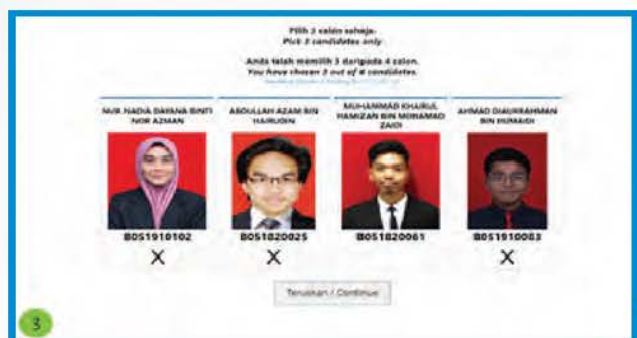 Pilih 3 calon sahaja.
Pick 3 candidates only
Anda telah memilih 3 daripada 4 calon.
You have chosen 3 out of 4 candidates.
NUR NADIA DAYANA BINTI
NOR AZMAN
ABDULLAH AZAM BIN
HAIRUDIN
MUHAMMAD KHAIRUL
HAMIZAN BIN MOHAMAD
ZAIDI
AHMAD DIAURRAHMAN
BIN HUMAIDI
B051910102
B051820025
B051820061
B051910083
X
X
X
Teruskan / Continue
3